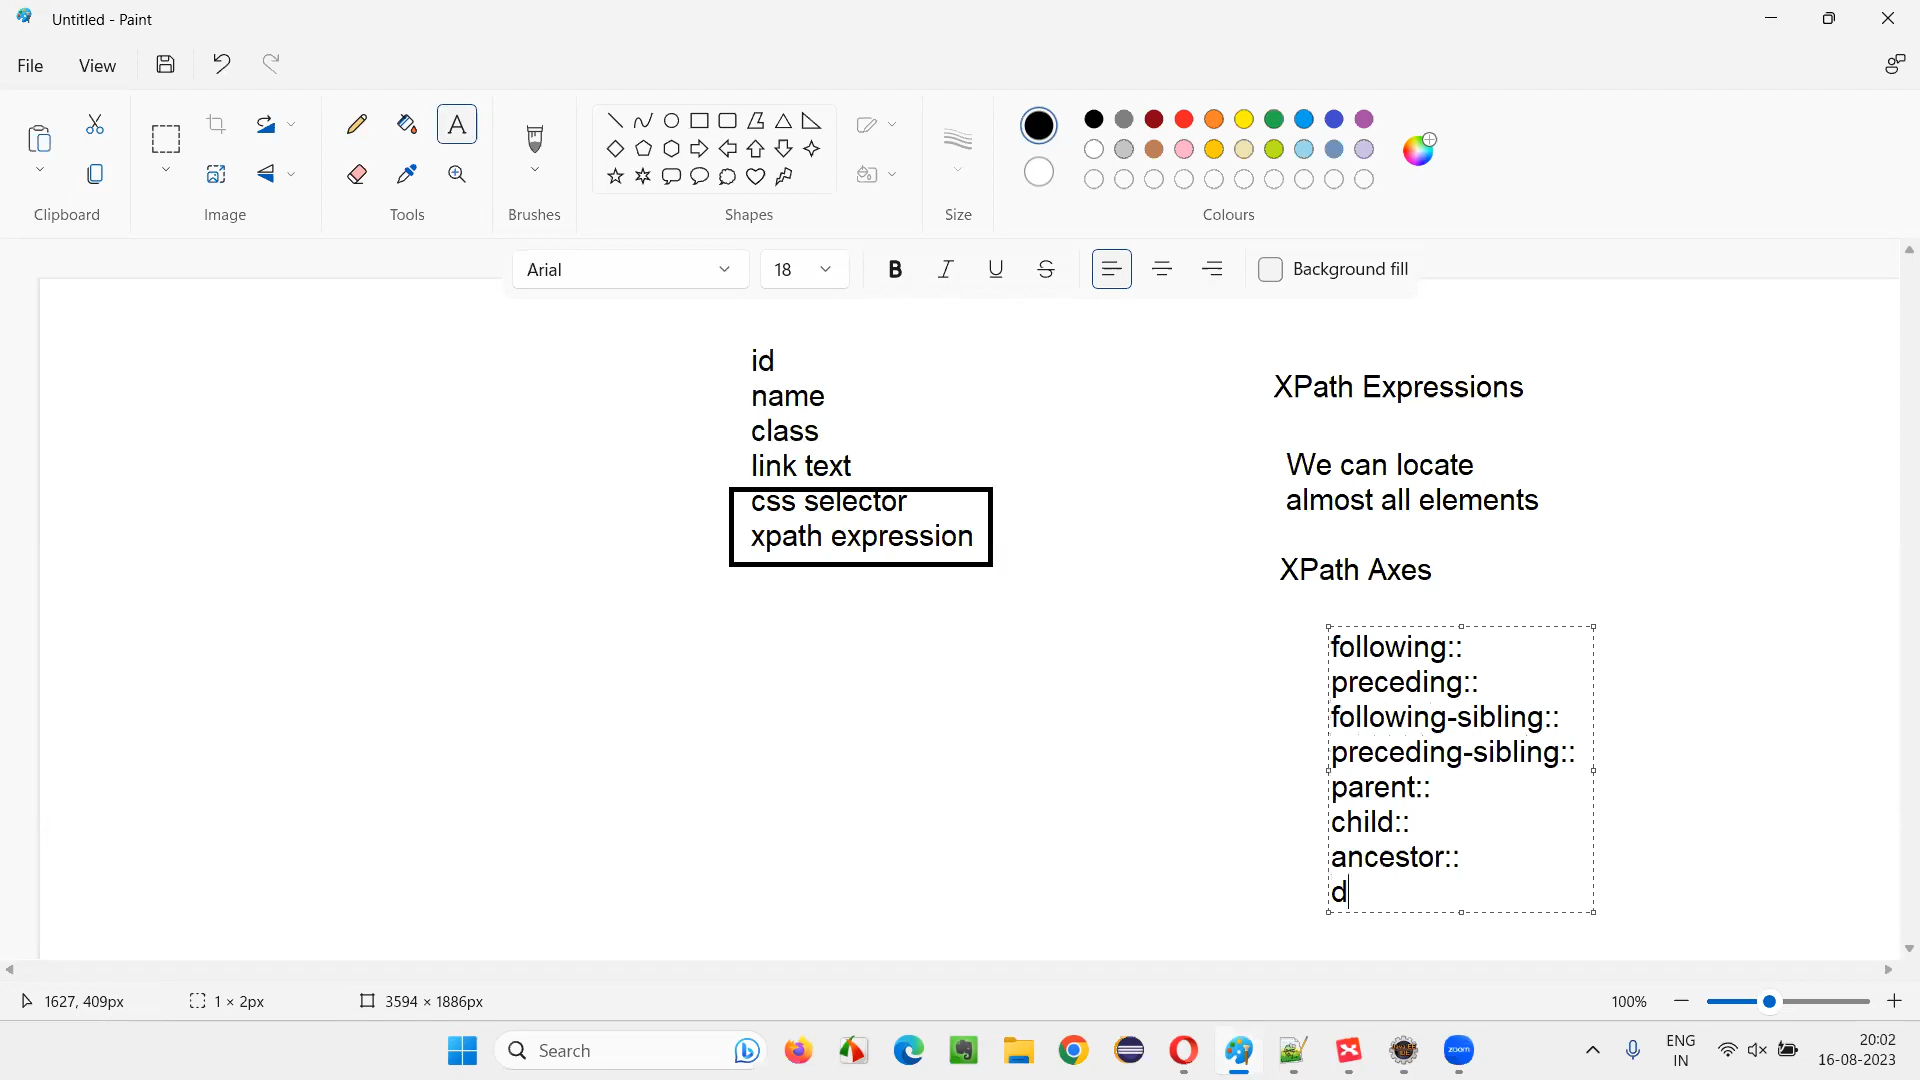 Untitled - Paint
File View
Clipboard
Image
Tools
Brushes
Shapes
Size
Colours
Arial
18
B I U S
Background fill
id
name
class
link text
css selector
xpath expression
XPath Expressions
We can locate
almost all elements
XPath Axes
following::
preceding::
following-sibling::
preceding-sibling::
parent::
child::
ancestor::
d
1627, 409px
1 × 2px
3594 × 1886px
100%
Search
zoom
ENG
IN
20:02
16-08-2023